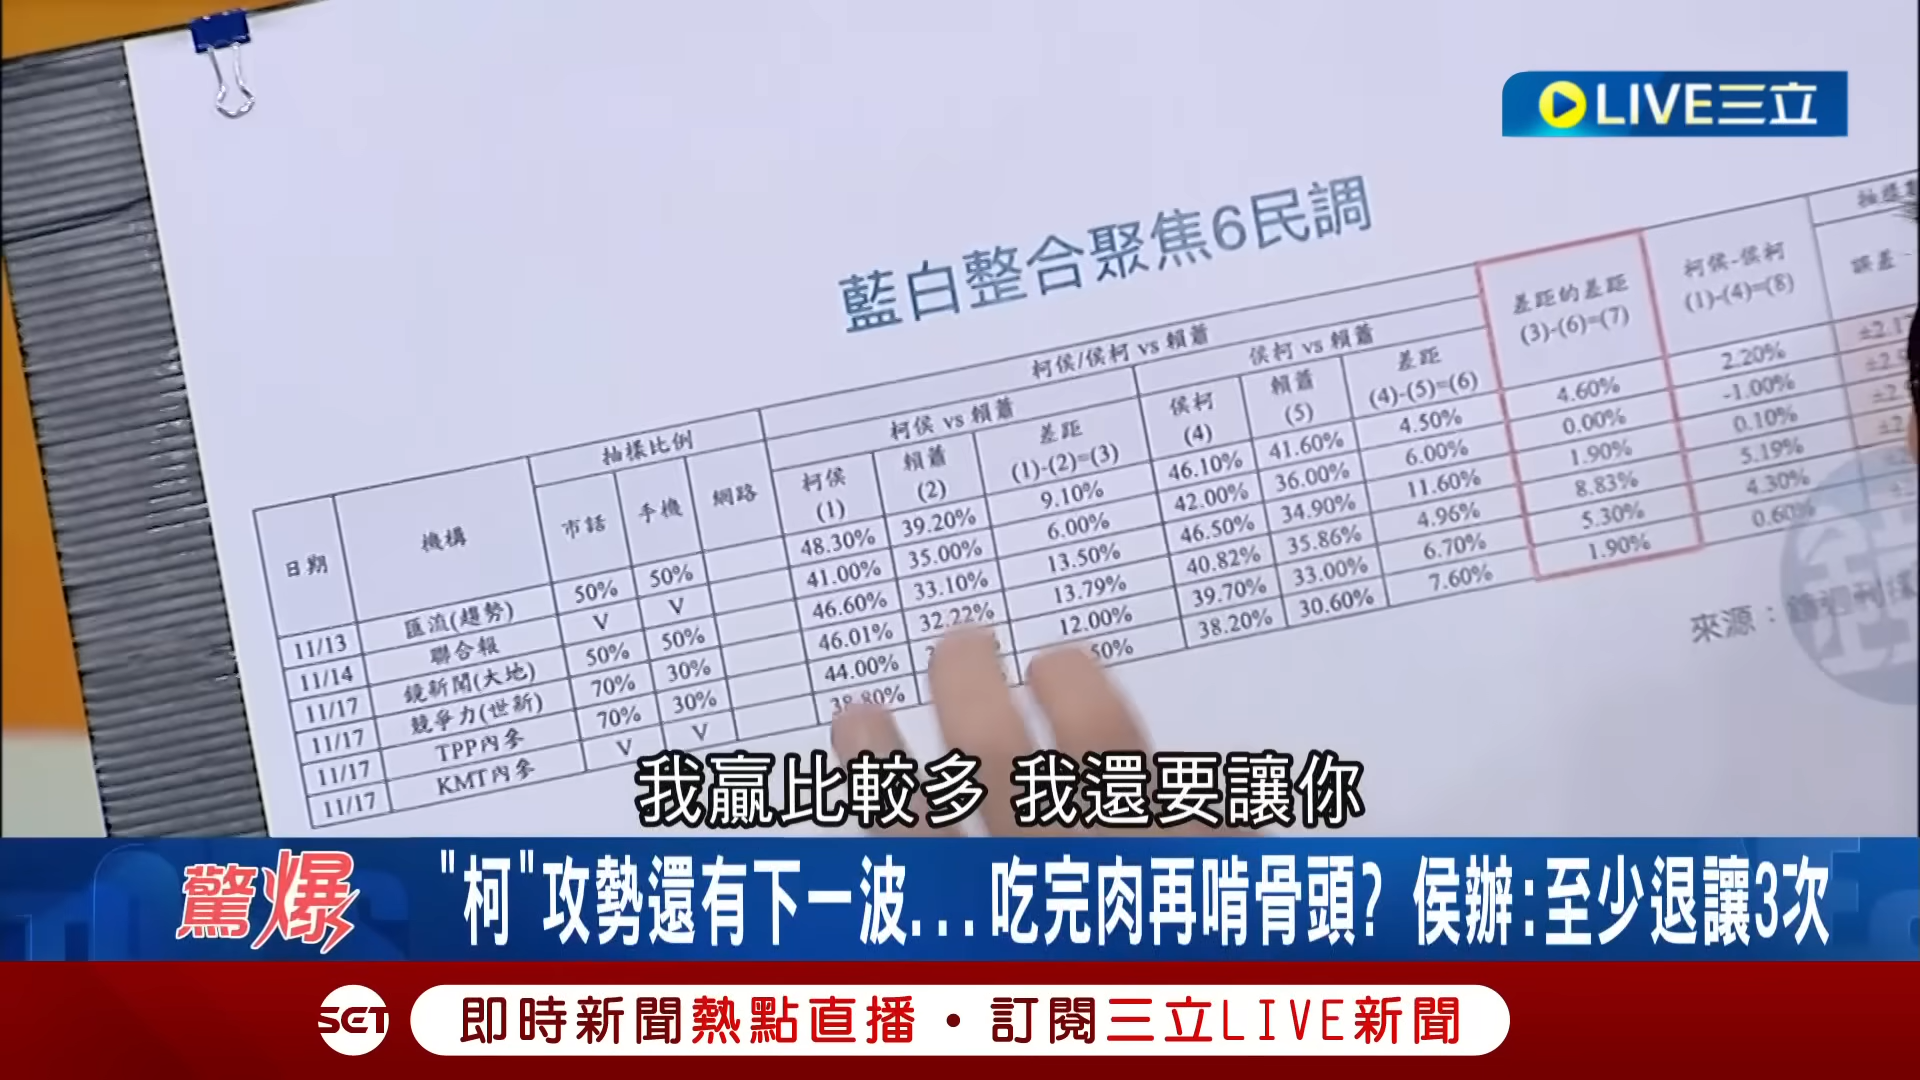 LIVE三立
藍白整合聚焦6民調
柯侯/侯柯 vs 賴蕭
抽樣比例
柯侯 vs 賴蕭
侯柯 vs 賴蕭
差距的差距 (3)-(6)=(7)
柯侯-侯柯 (1)-(4)=(8)
日期 機構 市話 手機 網路 柯侯 (1) 賴蕭 (2) 差距 (1)-(2)=(3) 侯柯 (4) 賴蕭 (5) 差距 (4)-(5)=(6)
11/13 匯流(趨勢) 50% 50% 48.30% 39.20% 9.10% 46.10% 41.60% 4.50% 4.60% 2.20%
11/14 聯合報 V V 41.00% 35.00% 6.00% 42.00% 36.00% 6.00% 0.00% -1.00%
11/17 鏡新聞(大地) 50% 50% 46.60% 33.10% 13.50% 46.50% 34.90% 11.60% 1.90% 0.10%
11/17 競爭力(世新) 70% 30% 46.01% 32.22% 13.79% 40.82% 35.86% 4.96% 8.83% 5.19%
11/17 TPP內參 70% 30% 44.00% 12.00% 39.70% 33.00% 6.70% 5.30% 4.30%
11/17 KMT內參 V V 38.80% 50% 38.20% 30.60% 7.60% 1.90% 0.60%
來源：
我贏比較多 我還要讓你
驚爆
"柯"攻勢還有下一波...吃完肉再啃骨頭? 侯辦:至少退讓3次
SET
即時新聞熱點直播·訂閱三立LIVE新聞